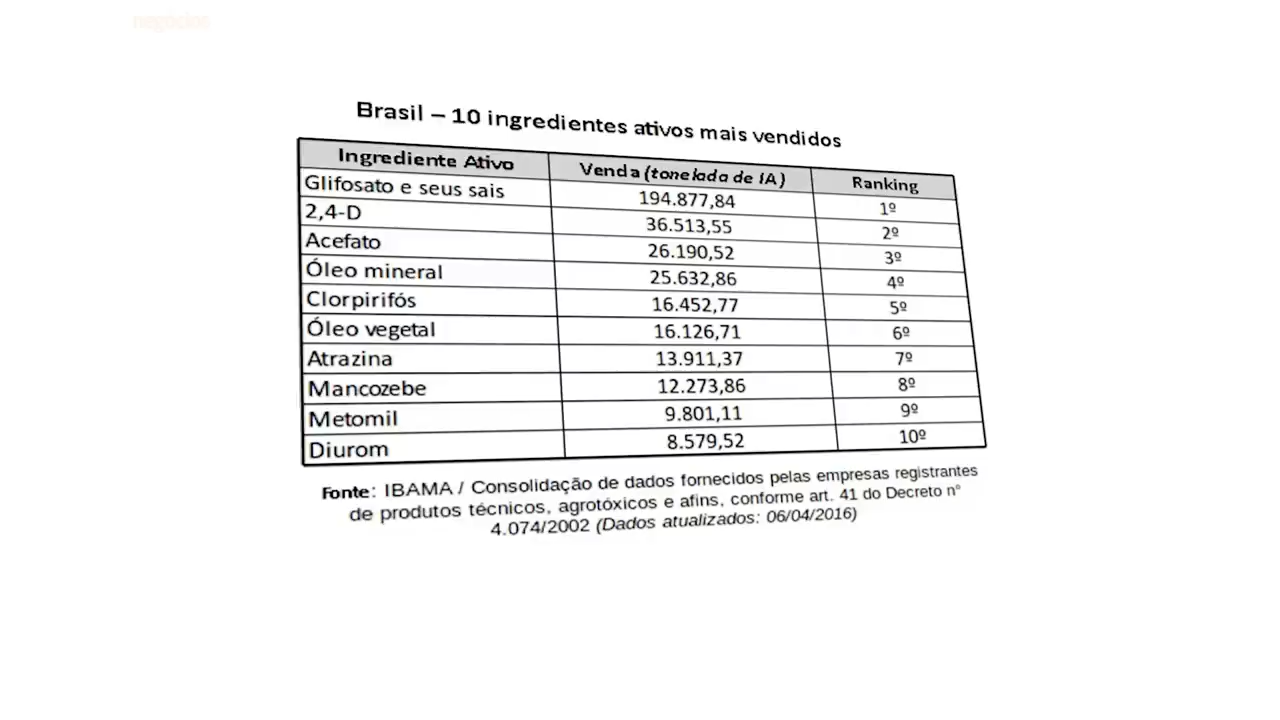 negócios
Brasil – 10 ingredientes ativos mais vendidos
Ingrediente Ativo Venda (tonelada de IA) Ranking
Glifosato e seus sais 194.877,84 1º
2,4-D 36.513,55 2º
Acefato 26.190,52 3º
Óleo mineral 25.632,86 4º
Clorpirifós 16.452,77 5º
Óleo vegetal 16.126,71 6º
Atrazina 13.911,37 7º
Mancozebe 12.273,86 8º
Metomil 9.801,11 9º
Diurom 8.579,52 10º
Fonte: IBAMA / Consolidação de dados fornecidos pelas empresas registrantes
de produtos técnicos, agrotóxicos e afins, conforme art. 41 do Decreto n°
4.074/2002 (Dados atualizados: 06/04/2016)